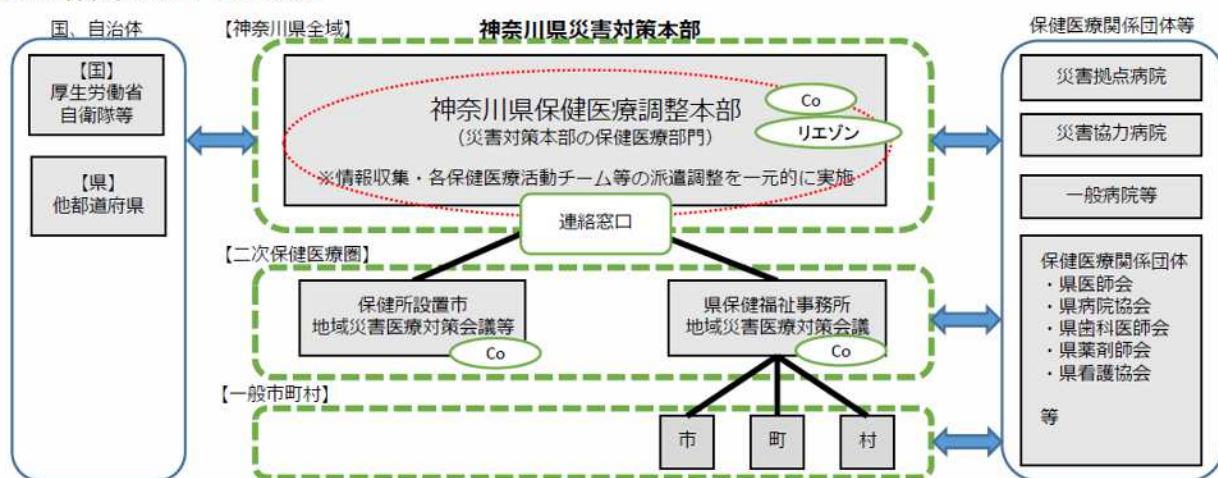 国、自治体
【国】
厚生労働省
自衛隊等
【県】
他都道府県
【神奈川県全域】
神奈川県災害対策本部
神奈川県保健医療調整本部
(災害対策本部の保健医療部門)
Co
リエゾン
※情報収集・各保健医療活動チーム等の派遣調整を一元的に実施
連絡窓口
【二次保健医療圏】
保健所設置市
地域災害医療対策会議等
Co
県保健福祉事務所
地域災害医療対策会議
Co
【一般市町村】
市
町
村
保健医療関係団体等
災害拠点病院
災害協力病院
一般病院等
保健医療関係団体
・県医師会
・県病院協会
・県歯科医師会
・県薬剤師会
・県看護協会
等